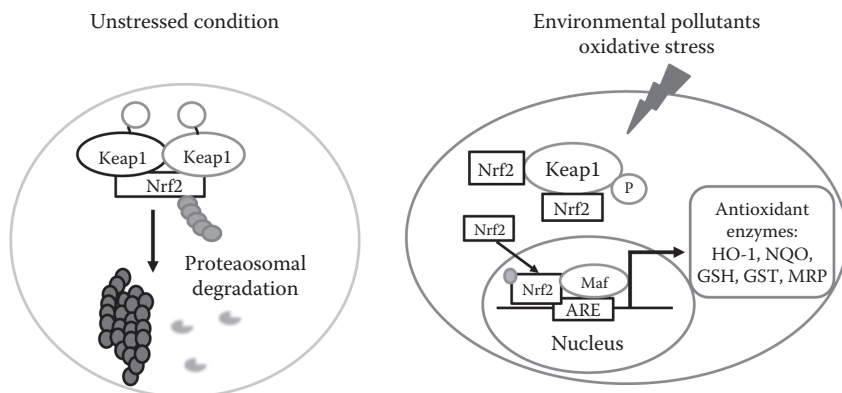 Unstressed condition
Keap1
Keap1
Nrf2
Proteaosmal
degradation
Environmental pollutants
oxidative stress
Nrf2
Keap1
P
Nrf2
Nrf2
Nrf2
Maf
ARE
Nucleus
Antioxidant
enzymes:
HO-1, NQO,
GSH, GST, MRP